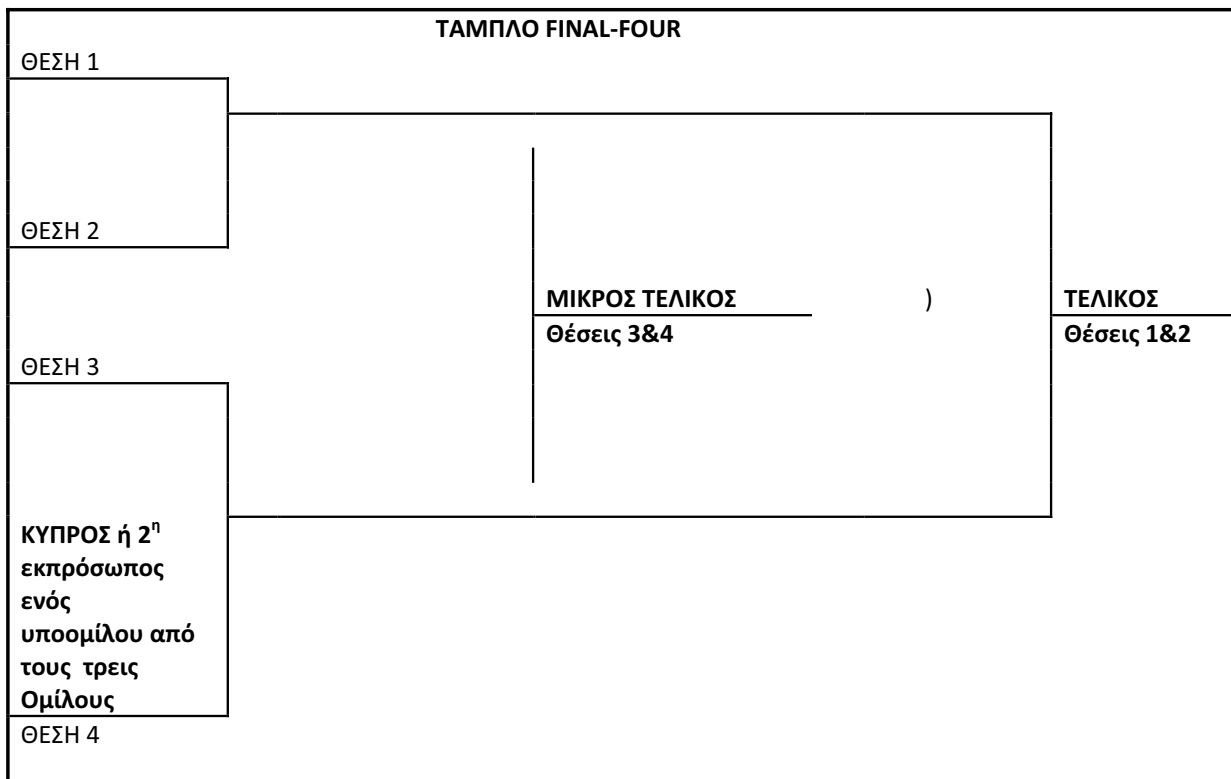 ΤΑΜΠΛΟ FINAL-FOUR
ΘΕΣΗ 1
ΘΕΣΗ 2
ΜΙΚΡΟΣ ΤΕΛΙΚΟΣ ) ΤΕΛΙΚΟΣ
Θέσεις 3&4 Θέσεις 1&2
ΘΕΣΗ 3
ΚΥΠΡΟΣ ή 2η
εκπρόσωπος
ενός
υποομίλου από
τους τρεις
Ομίλους
ΘΕΣΗ 4